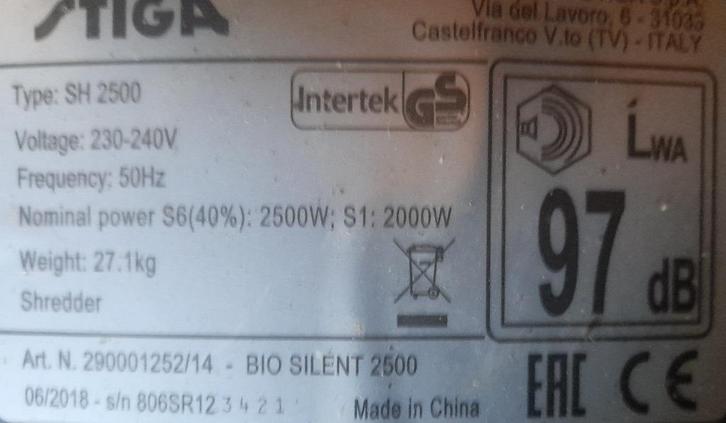 STIGA
Via del Lavoro, 6 - 31033
Castelfranco V.to (TV) - ITALY
Type: SH 2500
Intertek GS
Voltage: 230-240V
Frequency: 50Hz
Nominal power S6(40%): 2500W; S1: 2000W
Weight: 27.1kg
Shredder
LWA
97 dB
Art. N. 290001252/14 - BIO SILENT 2500
06/2018 - s/n 806SR12 3 4 2 1
Made in China
EAC CE